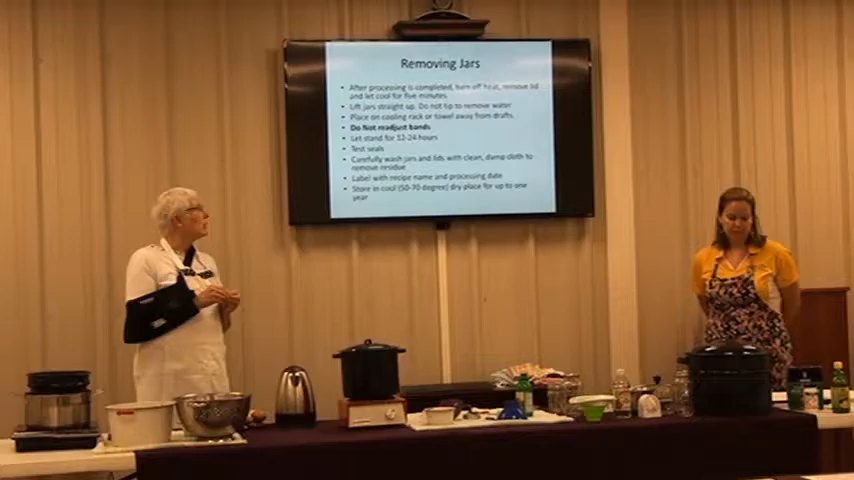 Removing Jars
• After processing is completed, turn off heat, remove lid
and let cool for five minutes.
• Lift jars straight up. Do not tip to remove water
• Place on cooling rack or towel away from drafts.
• Do Not readjust bands
• Let stand for 12-24 hours
• Test seals
• Carefully wash jars and lids with clean, damp cloth to
remove residue
• Label with recipe name and processing date
• Store in cool (50-70 degree) dry place for up to one
year